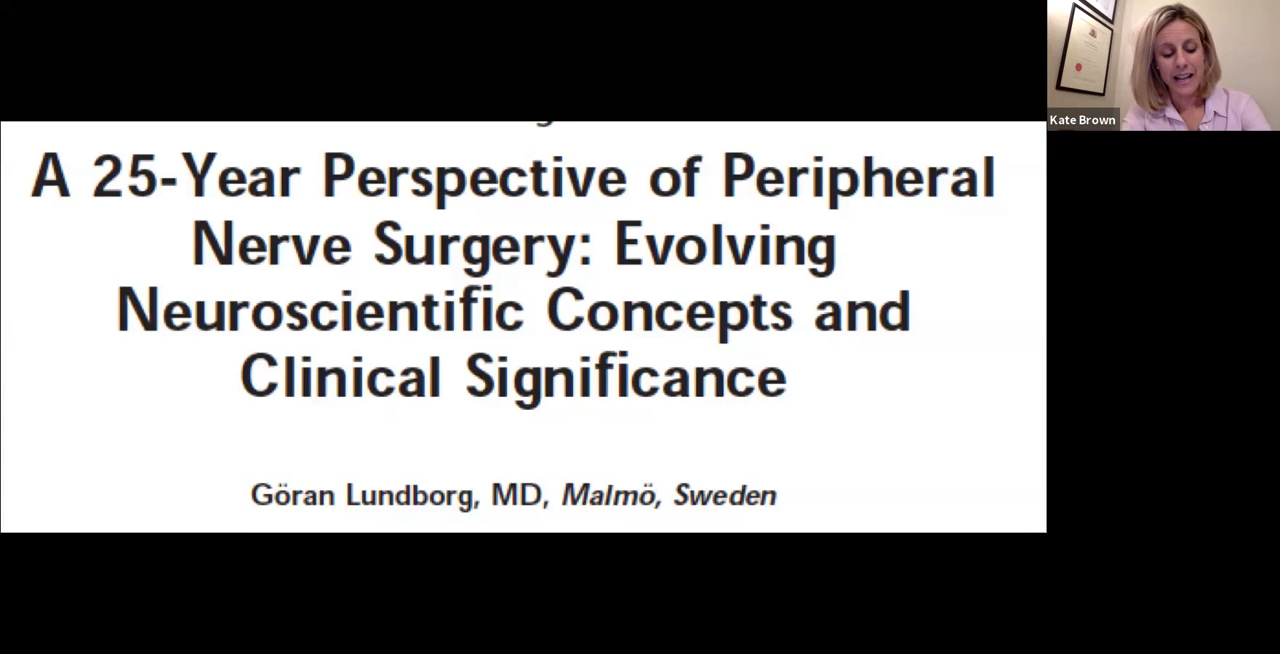 A 25-Year Perspective of Peripheral
Nerve Surgery: Evolving
Neuroscientific Concepts and
Clinical Significance
Göran Lundborg, MD, Malmö, Sweden
Kate Brown